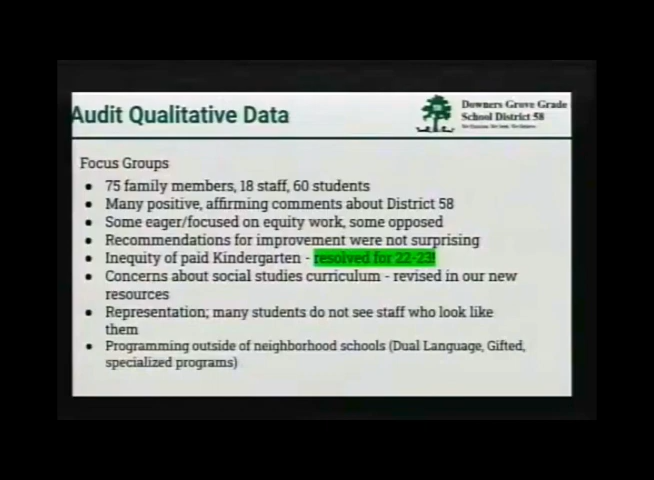 Audit Qualitative Data
Downers Grove Grade
School District 58
Focus Groups
● 75 family members, 18 staff, 60 students
● Many positive, affirming comments about District 58
● Some eager/focused on equity work, some opposed
● Recommendations for improvement were not surprising
● Inequity of paid Kindergarten - resolved for 22-23!
● Concerns about social studies curriculum - revised in our new
resources
● Representation; many students do not see staff who look like
them
● Programming outside of neighborhood schools (Dual Language, Gifted,
specialized programs)